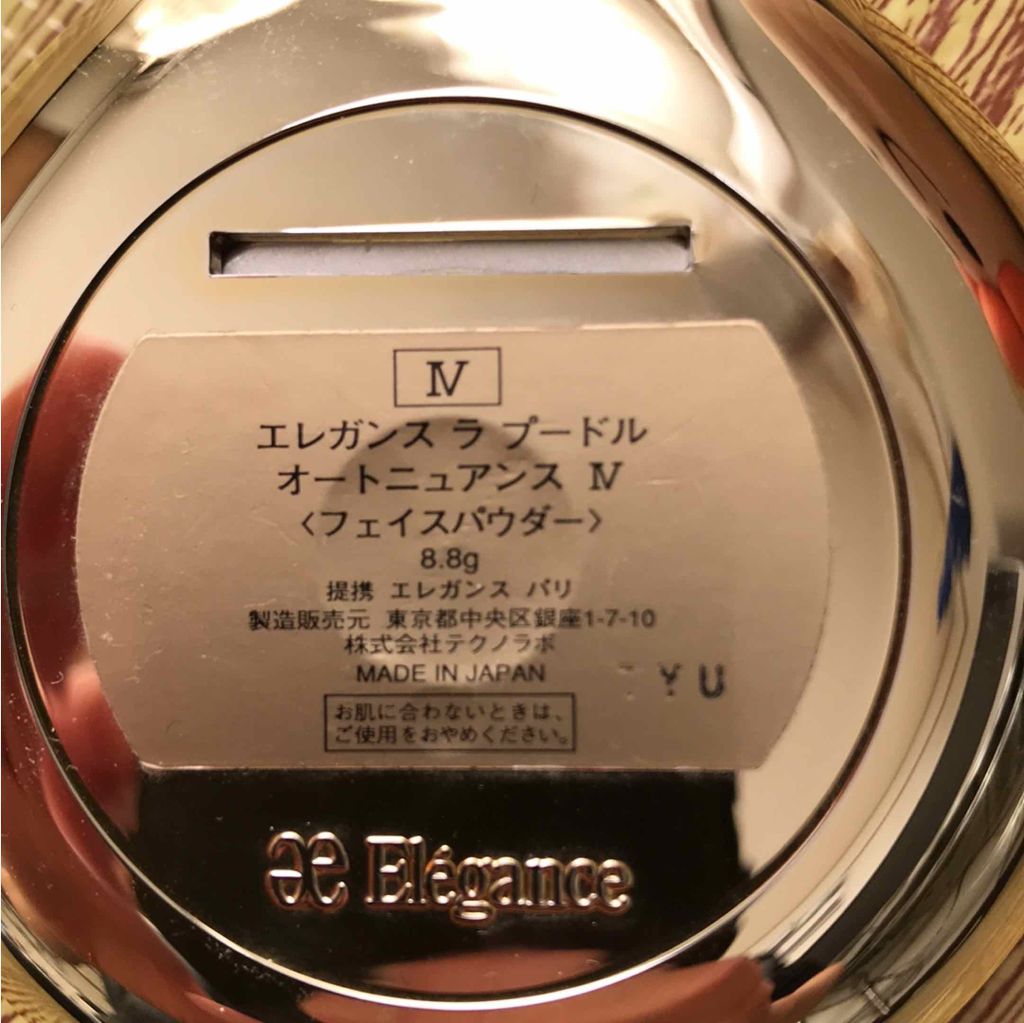 Ⅳ
エレガンス ラ プードル
オートニュアンス Ⅳ
〈フェイスパウダー〉
8.8g
提携 エレガンス パリ
製造販売元 東京都中央区銀座1-7-10
株式会社テクノラボ
MADE IN JAPAN
YU
お肌に合わないときは、
ご使用をおやめください。
Elégance